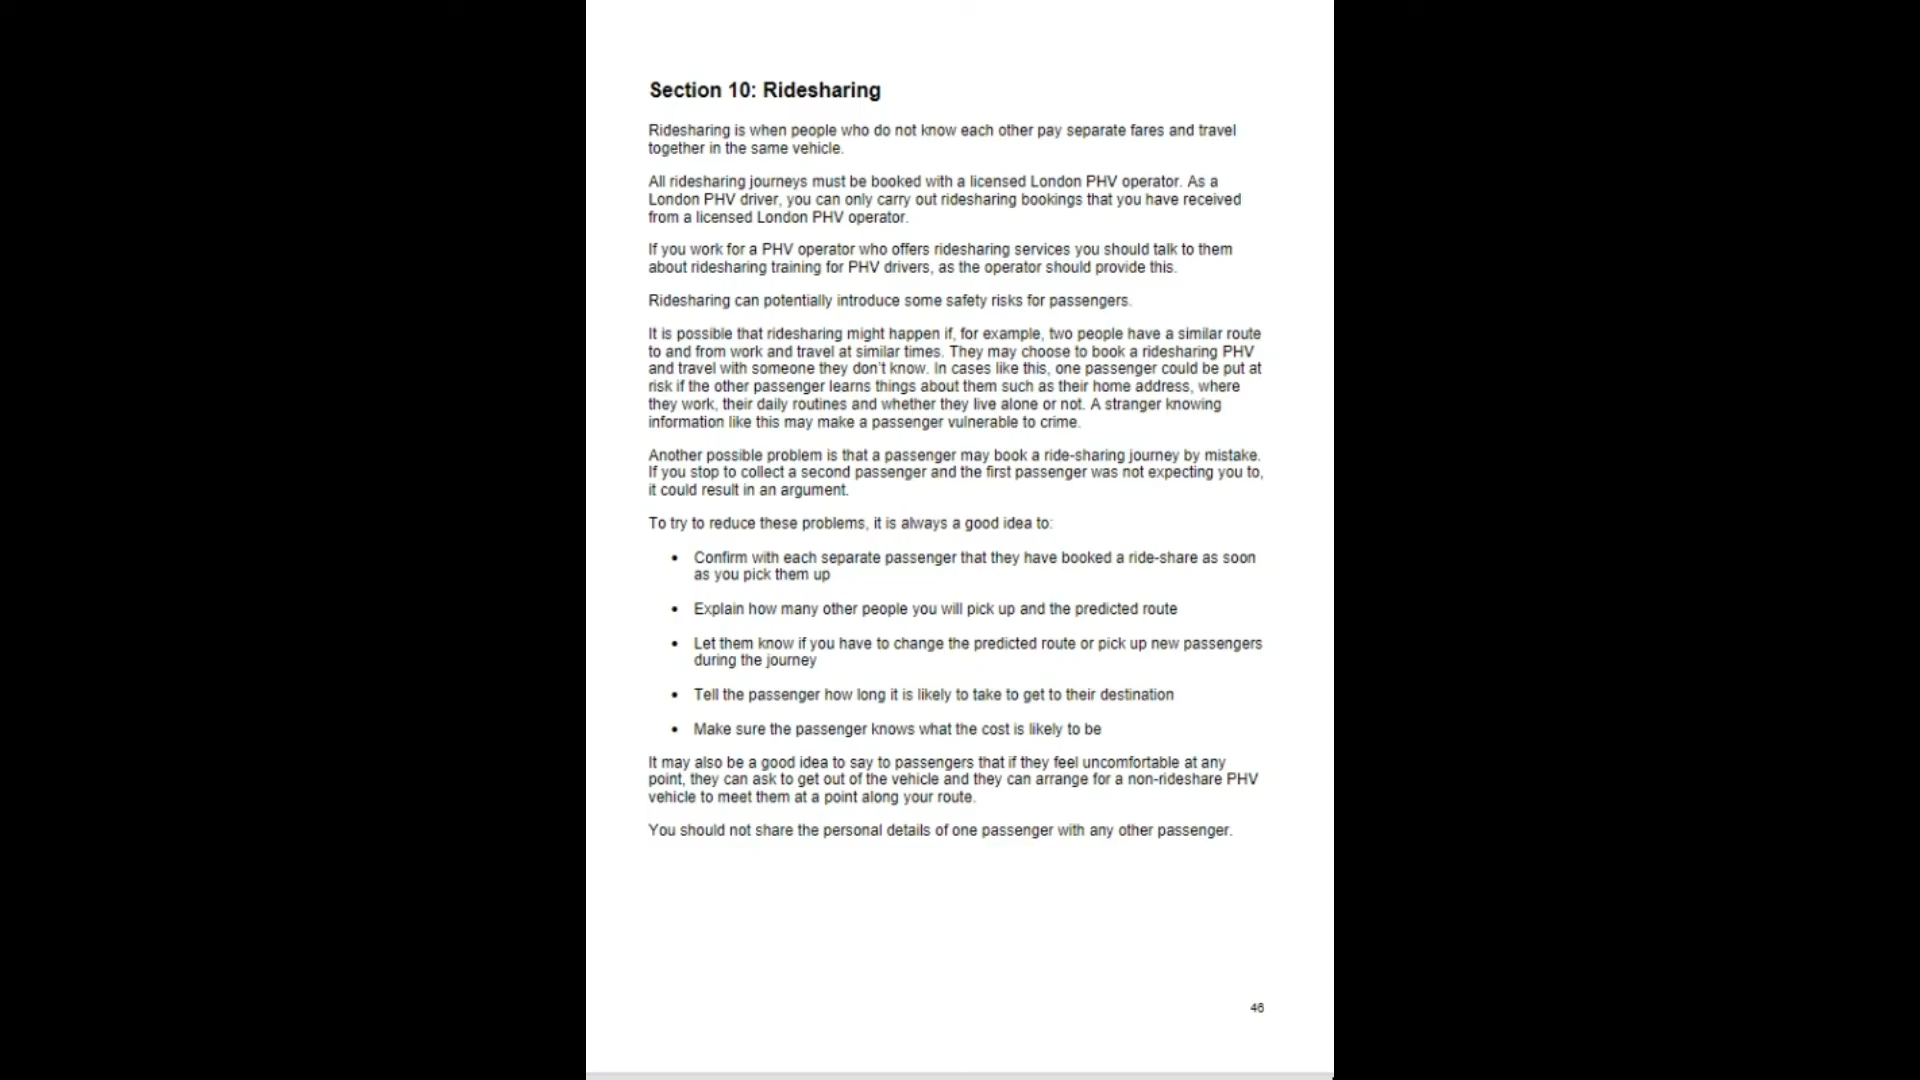 Section 10: Ridesharing
Ridesharing is when people who do not know each other pay separate fares and travel
together in the same vehicle.
All ridesharing journeys must be booked with a licensed London PHV operator. As a
London PHV driver, you can only carry out ridesharing bookings that you have received
from a licensed London PHV operator.
If you work for a PHV operator who offers ridesharing services you should talk to them
about ridesharing training for PHV drivers, as the operator should provide this.
Ridesharing can potentially introduce some safety risks for passengers.
It is possible that ridesharing might happen if, for example, two people have a similar route
to and from work and travel at similar times. They may choose to book a ridesharing PHV
and travel with someone they don't know. In cases like this, one passenger could be put at
risk if the other passenger learns things about them such as their home address, where
they work, their daily routines and whether they live alone or not. A stranger knowing
information like this may make a passenger vulnerable to crime.
Another possible problem is that a passenger may book a ride-sharing journey by mistake.
If you stop to collect a second passenger and the first passenger was not expecting you to,
it could result in an argument.
To try to reduce these problems, it is always a good idea to:
• Confirm with each separate passenger that they have booked a ride-share as soon
as you pick them up
• Explain how many other people you will pick up and the predicted route
• Let them know if you have to change the predicted route or pick up new passengers
during the journey
• Tell the passenger how long it is likely to take to get to their destination
• Make sure the passenger knows what the cost is likely to be
It may also be a good idea to say to passengers that if they feel uncomfortable at any
point, they can ask to get out of the vehicle and they can arrange for a non-rideshare PHV
vehicle to meet them at a point along your route.
You should not share the personal details of one passenger with any other passenger.
46